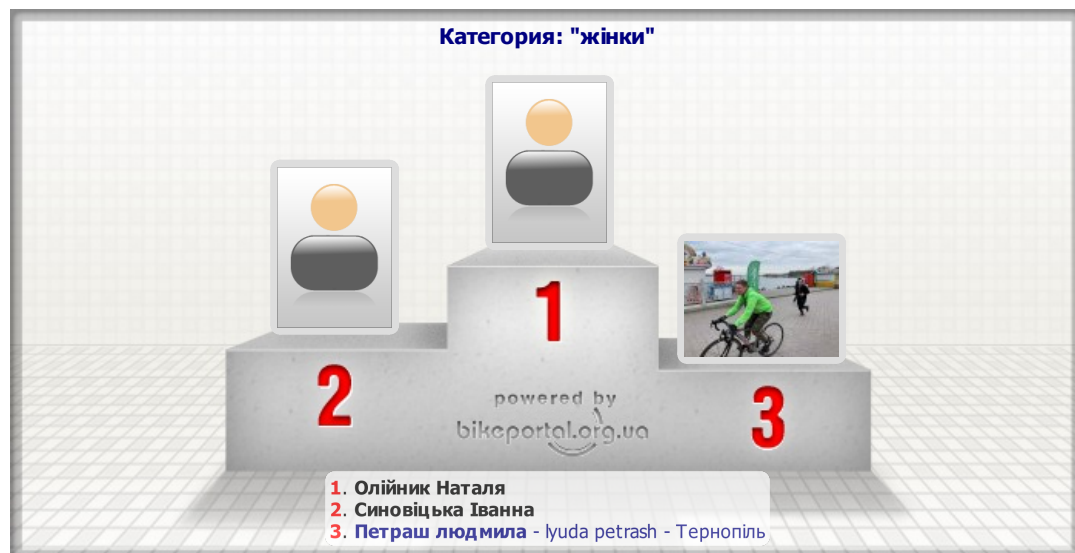 Категория: "жінки"
1
2
3
powered by
bikeportal.org.ua
1. Олійник Наталя
2. Синовіцька Іванна
3. Петраш людмила - lyuda petrash - Тернопіль